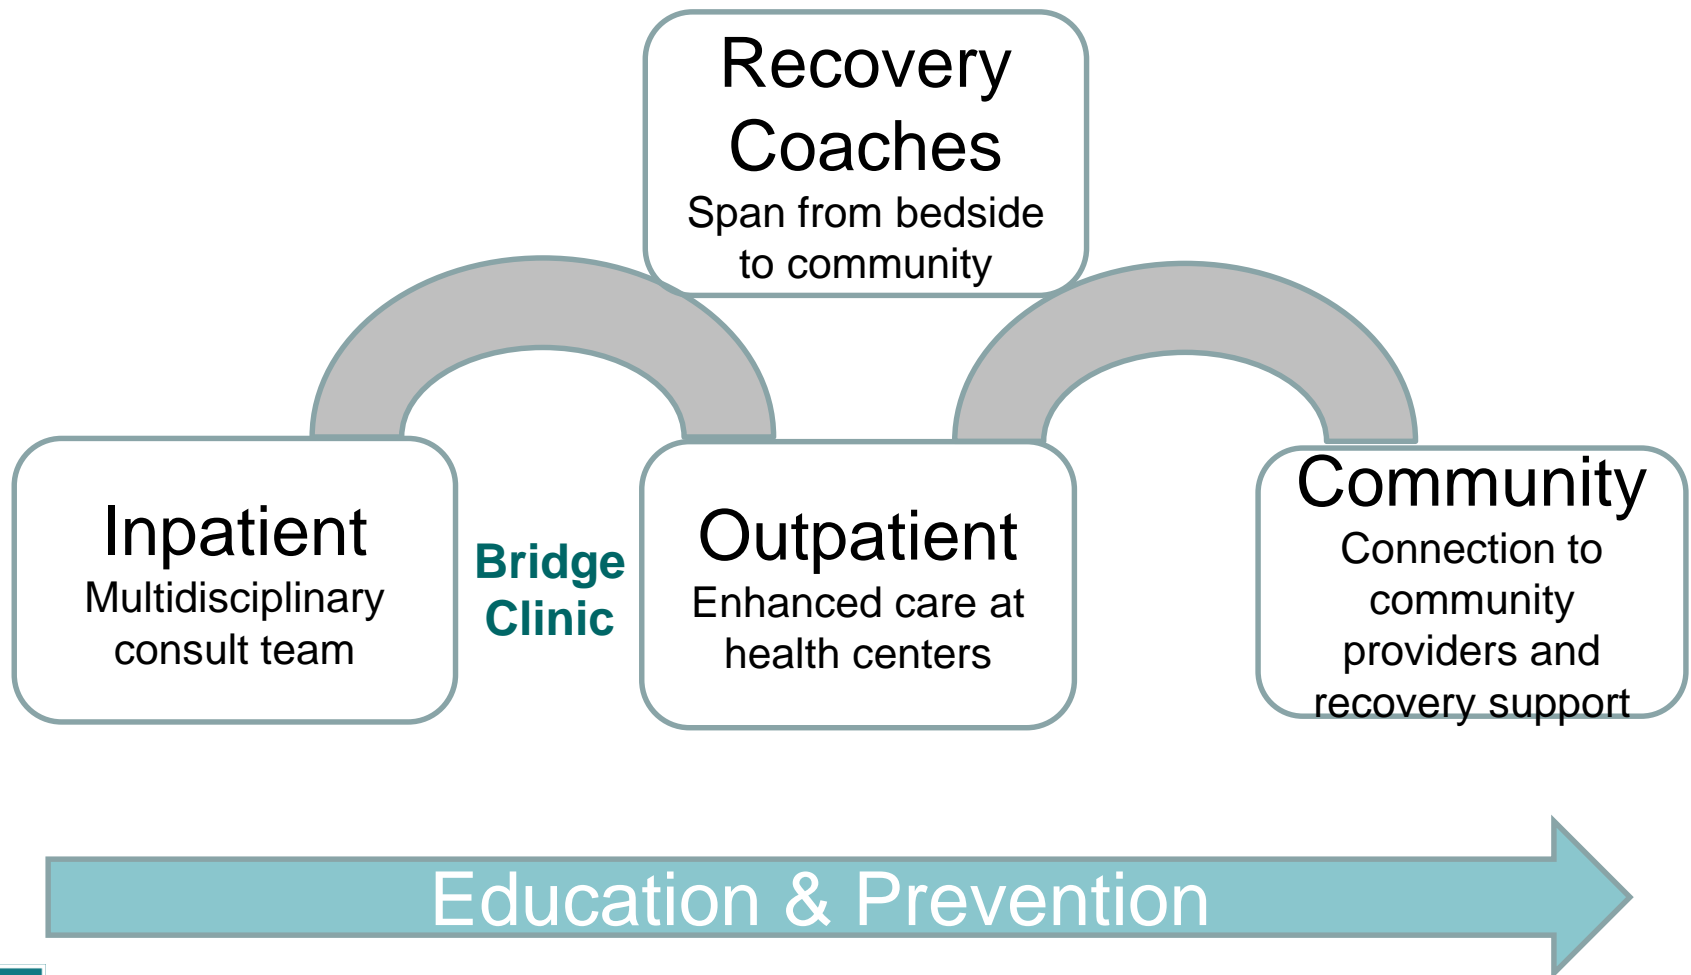 Recovery
Coaches
Span from bedside
to community
Inpatient
Multidisciplinary
consult team
Bridge
Clinic
Outpatient
Enhanced care at
health centers
Community
Connection to
community
providers and
recovery support
Education & Prevention